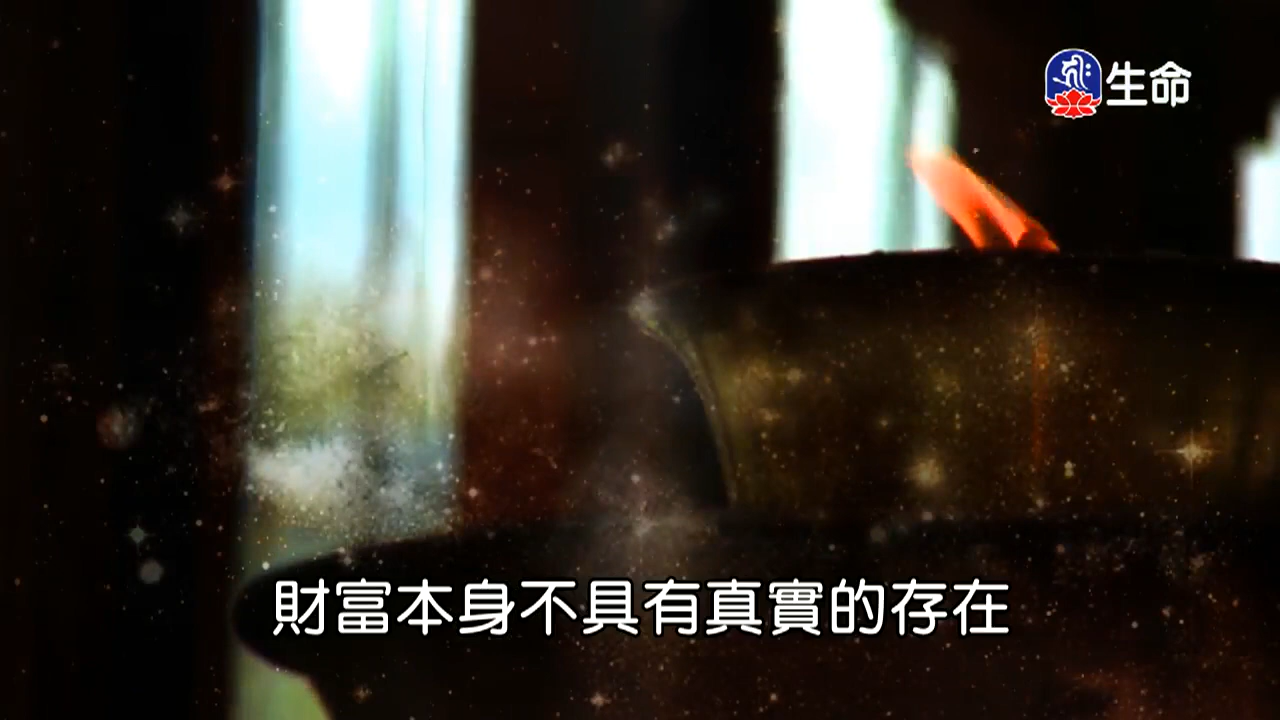 生命
財富本身不具有真實的存在